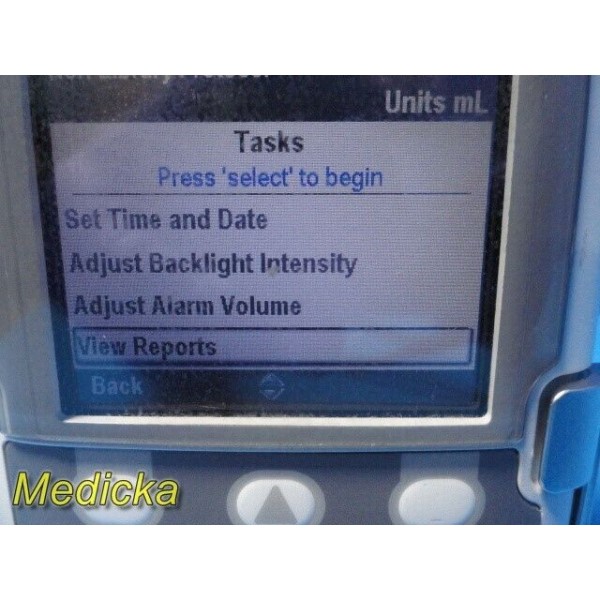 Units mL
Tasks
Press 'select' to begin
Set Time and Date
Adjust Backlight Intensity
Adjust Alarm Volume
View Reports
Back
Medicka